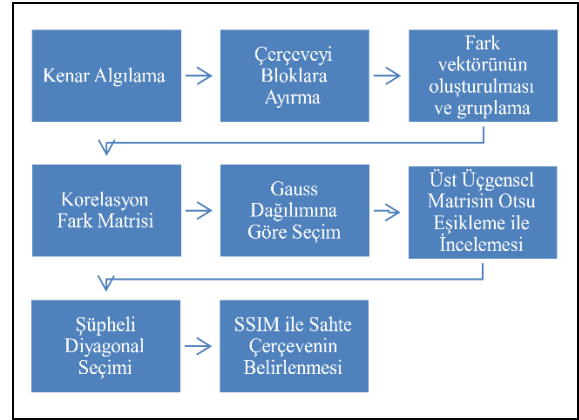 Kenar Algılama
Çerçeveyi
Bloklara
Ayırma
Fark
vektörünün
oluşturulması
ve gruplama
Korelasyon
Fark Matrisi
Gauss
Dağılımına
Göre Seçim
Üst Üçgensel
Matrisin Otsu
Eşikleme ile
İncelemesi
Şüpheli
Diyagonal
Seçimi
SSIM ile Sahte
Çerçevenin
Belirlenmesi